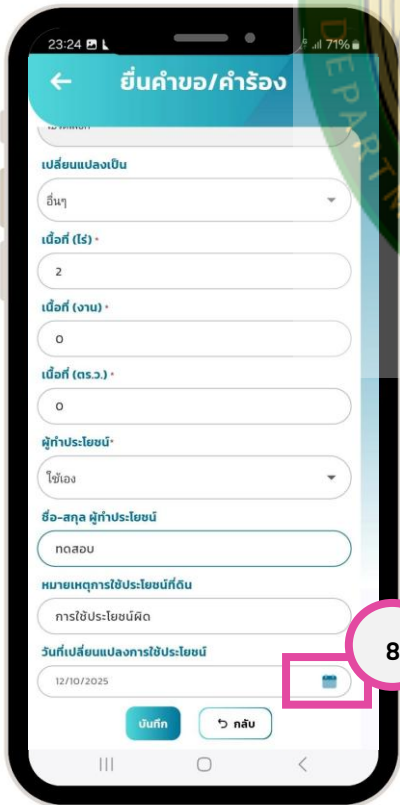 23:24
71%
ยื่นคำขอ/คำร้อง
DEPARTM
เปลี่ยนแปลงเป็น
อื่นๆ
เนื้อที่ (ไร่) *
2
เนื้อที่ (งาน) *
0
เนื้อที่ (ตร.ว.) *
0
ผู้ทำประโยชน์*
ใช้เอง
ชื่อ-สกุล ผู้ทำประโยชน์
ทดสอบ
หมายเหตุการใช้ประโยชน์ที่ดิน
การใช้ประโยชน์ผิด
วันที่เปลี่ยนแปลงการใช้ประโยชน์
8
12/10/2025
บันทึก
กลับ